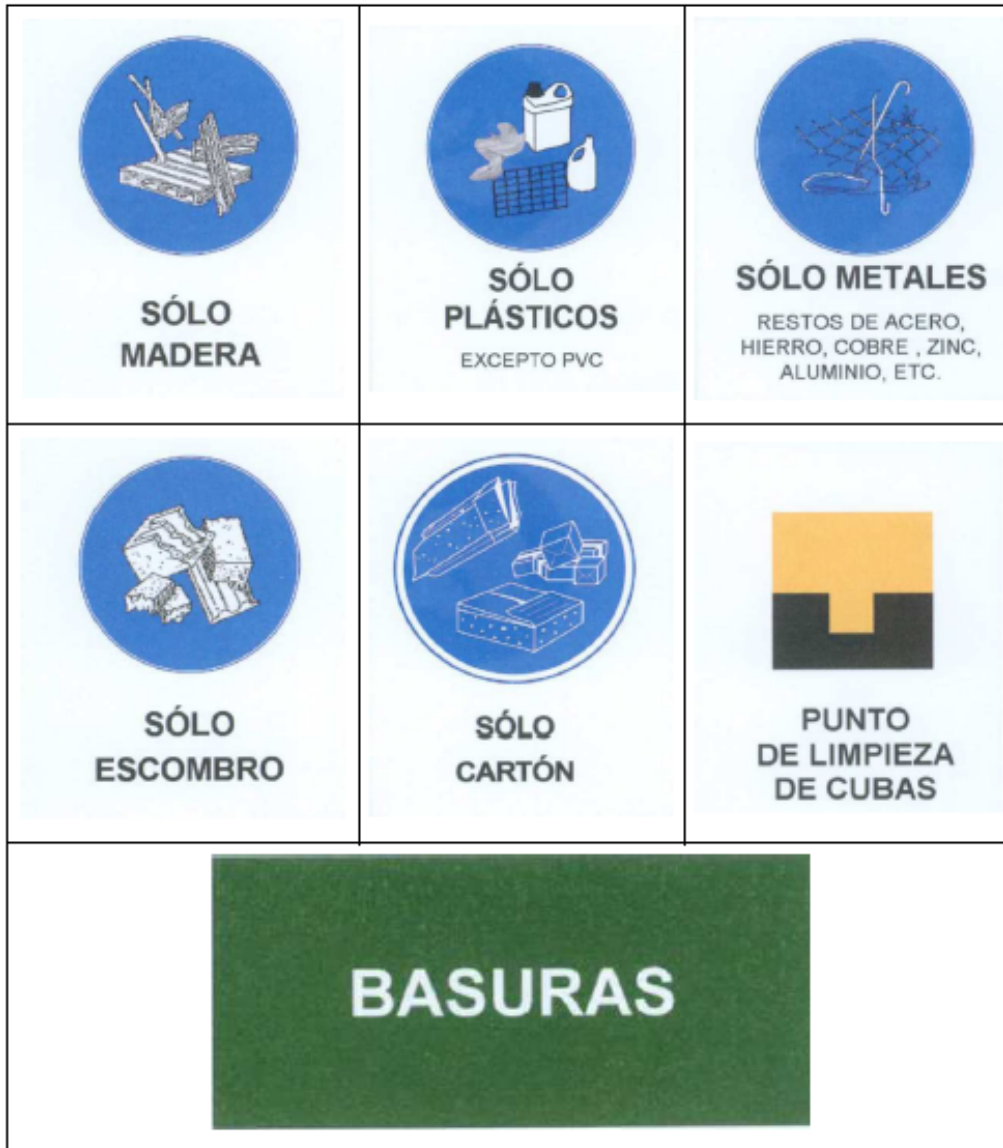 SÓLO
MADERA
SÓLO
PLÁSTICOS
EXCEPTO PVC
SÓLO METALES
RESTOS DE ACERO,
HIERRO, COBRE , ZINC,
ALUMINIO, ETC.
SÓLO
ESCOMBRO
SÓLO
CARTÓN
PUNTO
DE LIMPIEZA
DE CUBAS
BASURAS